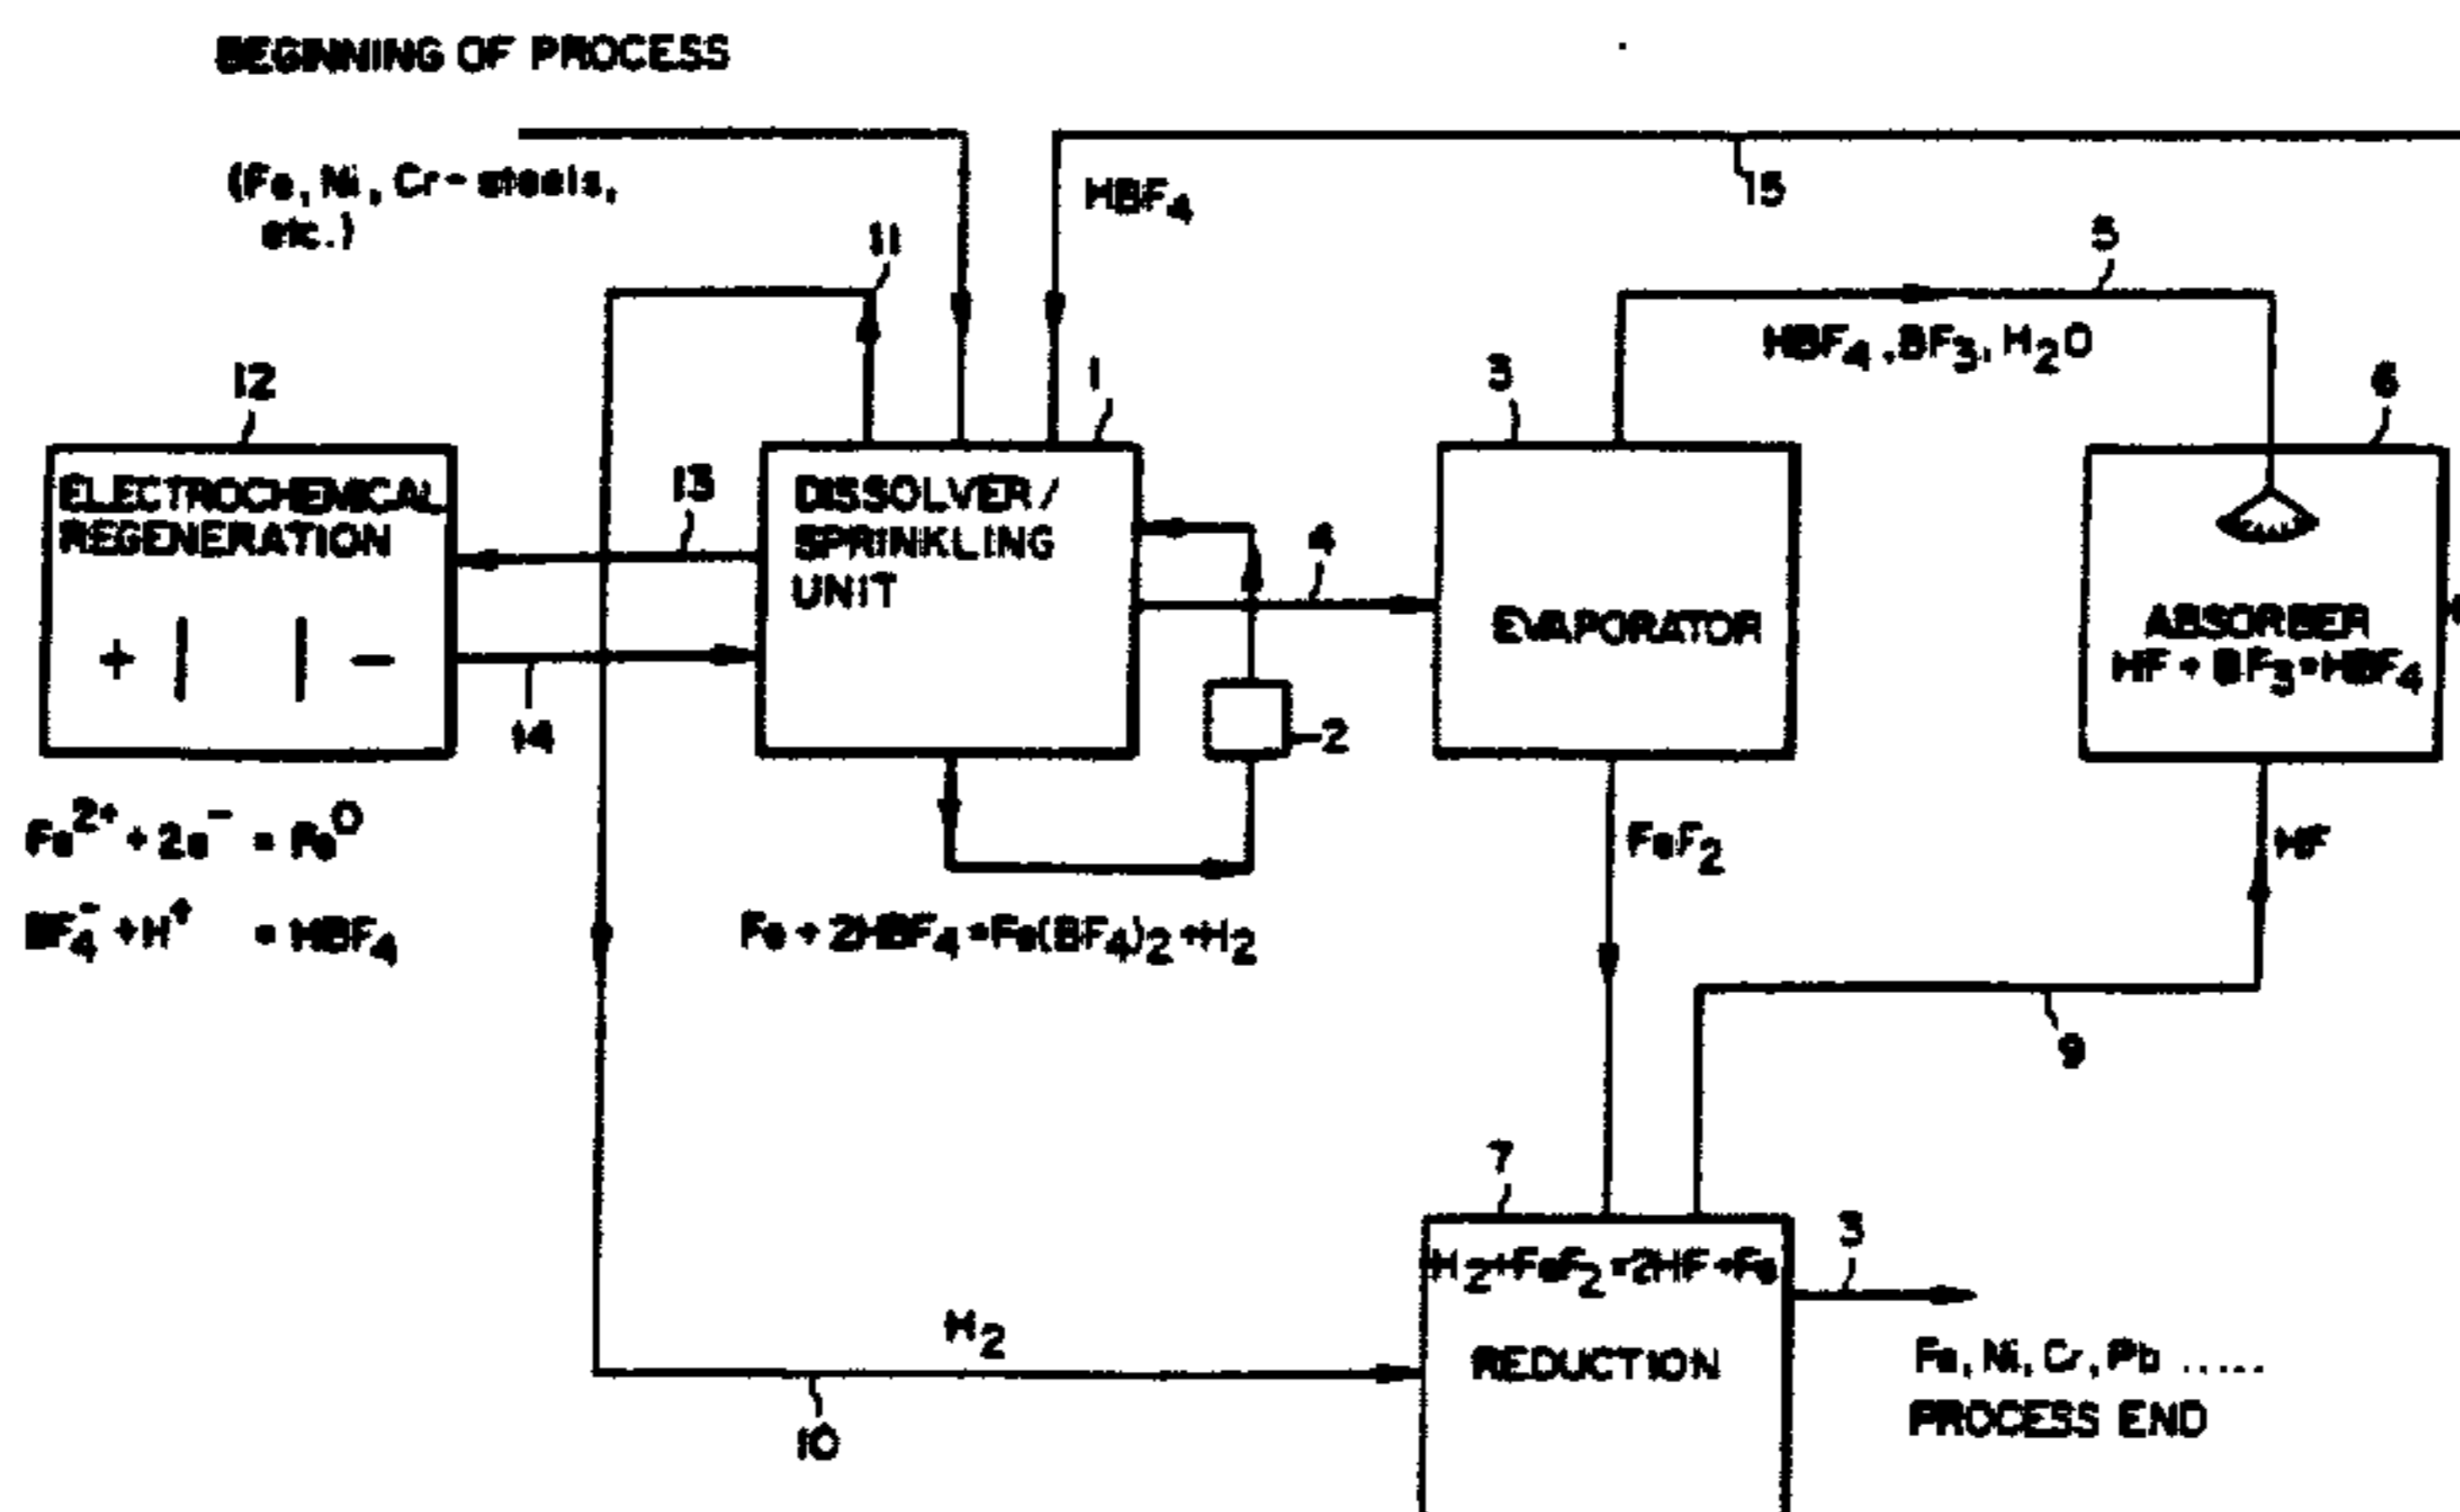 BEGINNING OF PROCESS
(Fe, Ni, Cr- steels,
etc.)
HBF4
15
11
5
HBF4, BF3, H2O
12
1
3
6
ELECTROCHEMICAL
REGENERATION
+ | | -
13
14
DISSOLVER/
SPRINKLING
UNIT
4
2
EVAPORATOR
ABSORBER
HF + BF3 = HBF4
Fe2+ + 2e- = Fe0
BF4- + H+ = HBF4
Fe + 2HBF4 = Fe(BF4)2 + H2
FeF2
HF
9
7
H2+FeF2=2HF+Fe
REDUCTION
3
H2
10
Fe, Ni, Cr, Pb .....
PROCESS END